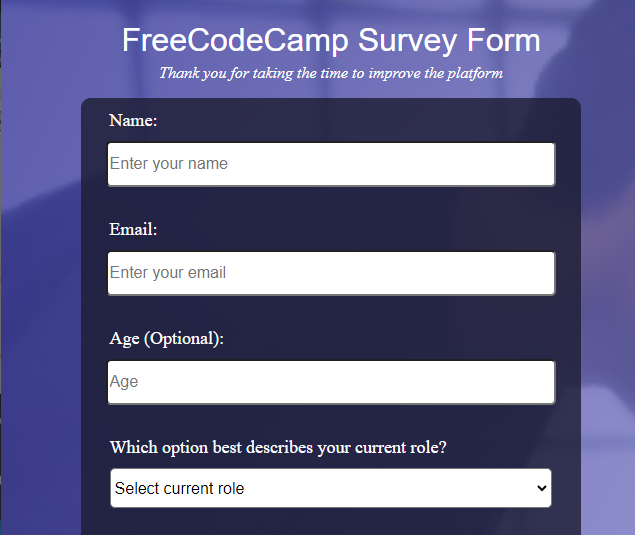 FreeCodeCamp Survey Form
Thank you for taking the time to improve the platform
Name:
Enter your name
Email:
Enter your email
Age (Optional):
Age
Which option best describes your current role?
Select current role